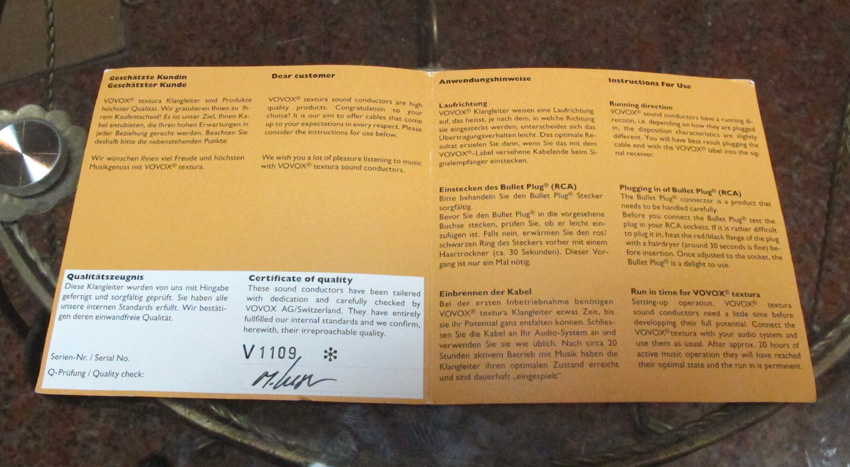 Geschätzte Kundin
Geschätzter Kunde
VOVOX® textura Klangleiter sind Produkte
höchster Qualität. Wir gratulieren Ihnen zu Ih-
rem Kaufentscheid! Es ist unser Ziel, Ihnen Ka-
bel anzubieten, die Ihren hohen Erwartungen in
jeder Beziehung gerecht werden. Beachten Sie
deshalb bitte die nebenstehenden Punkte.
Wir wünschen Ihnen viel Freude und höchsten
Musikgenuss mit VOVOX® textura.
Dear customer
VOVOX® textura sound conductors are high
quality products. Congratulation to your
choice! It is our aim to offer cables that come
up to your expectations in every respect. Please
consider the instructions for use below.
We wish you a lot of pleasure listening to music
with VOVOX® textura sound conductors.
Qualitätszeugnis
Diese Klangleiter wurden von uns mit Hingabe
gefertigt und sorgfältig geprüft. Sie haben alle
unsere internen Standards erfüllt. Wir bestäti-
gen deren einwandfreie Qualität.
Certificate of quality
These sound conductors have been tailored
with dedication and carefully checked by
VOVOX AG/Switzerland. They have entirely
fullfilled our internal standards and we confirm,
herewith, their irreproachable quality.
Serien-Nr. / Serial No.
V 1109 *
Q-Prüfung / Quality check:
Anwendungshinweise
Laufrichtung
VOVOX® Klangleiter weisen eine Laufrichtung
auf, das heisst, je nach dem, in welche Richtung
sie eingesteckt werden, unterscheidet sich das
Übertragungsverhalten leicht. Das optimale Re-
sultat erzielen Sie dann, wenn Sie das mit dem
VOVOX®-Label versehene Kabelende beim Si-
gnalempfänger einstecken.
Einstecken des Bullet Plug® (RCA)
Bitte behandeln Sie den Bullet Plug® Stecker
sorgfältig.
Bevor Sie den Bullet Plug® in die vorgesehene
Buchse stecken, prüfen Sie, ob er leicht ein-
zufügen ist. Falls nein, erwärmen Sie den rot/
schwarzen Ring des Steckers vorher mit einem
Haartrockner (ca. 30 Sekunden). Dieser Vor-
gang ist nur ein Mal nötig.
Einbrennen der Kabel
Bei der ersten Inbetriebnahme benötigen
VOVOX® textura Klangleiter etwas Zeit, bis
sie ihr Potential ganz entfalten können. Schlies-
sen Sie die Kabel an Ihr Audio-System an und
verwenden Sie sie wie üblich. Nach circa 20
Stunden aktivem Betrieb mit Musik haben die
Klangleiter ihren optimalen Zustand erreicht
und sind dauerhaft „eingespielt“.
Instructions For Use
Running direction
VOVOX® sound conductors have a running di-
rection, i.e. depending on how they are plugged
in, the disposition characteristics are slightly
different. You will have best result plugging the
cable end with the VOVOX® label into the sig-
nal receiver.
Plugging in of Bullet Plug® (RCA)
The Bullet Plug® connector is a product that
needs to be handled carefully.
Before you connect the Bullet Plug® test the
plug in your RCA sockets. If it is rather difficult
to plug it in, heat the red/black flange of the plug
with a hairdryer (around 30 seconds is fine) be-
fore insertion. Once adjusted to the socket, the
Bullet Plug® is a delight to use.
Run in time for VOVOX® textura
Setting-up operation, VOVOX® textura
sound conductors need a little time before
developping their full potential. Connect the
VOVOX®textura with your audio system and
use them as usual. After approx. 20 hours of
active music operation they will have reached
their optimal state and the run in is permanent.